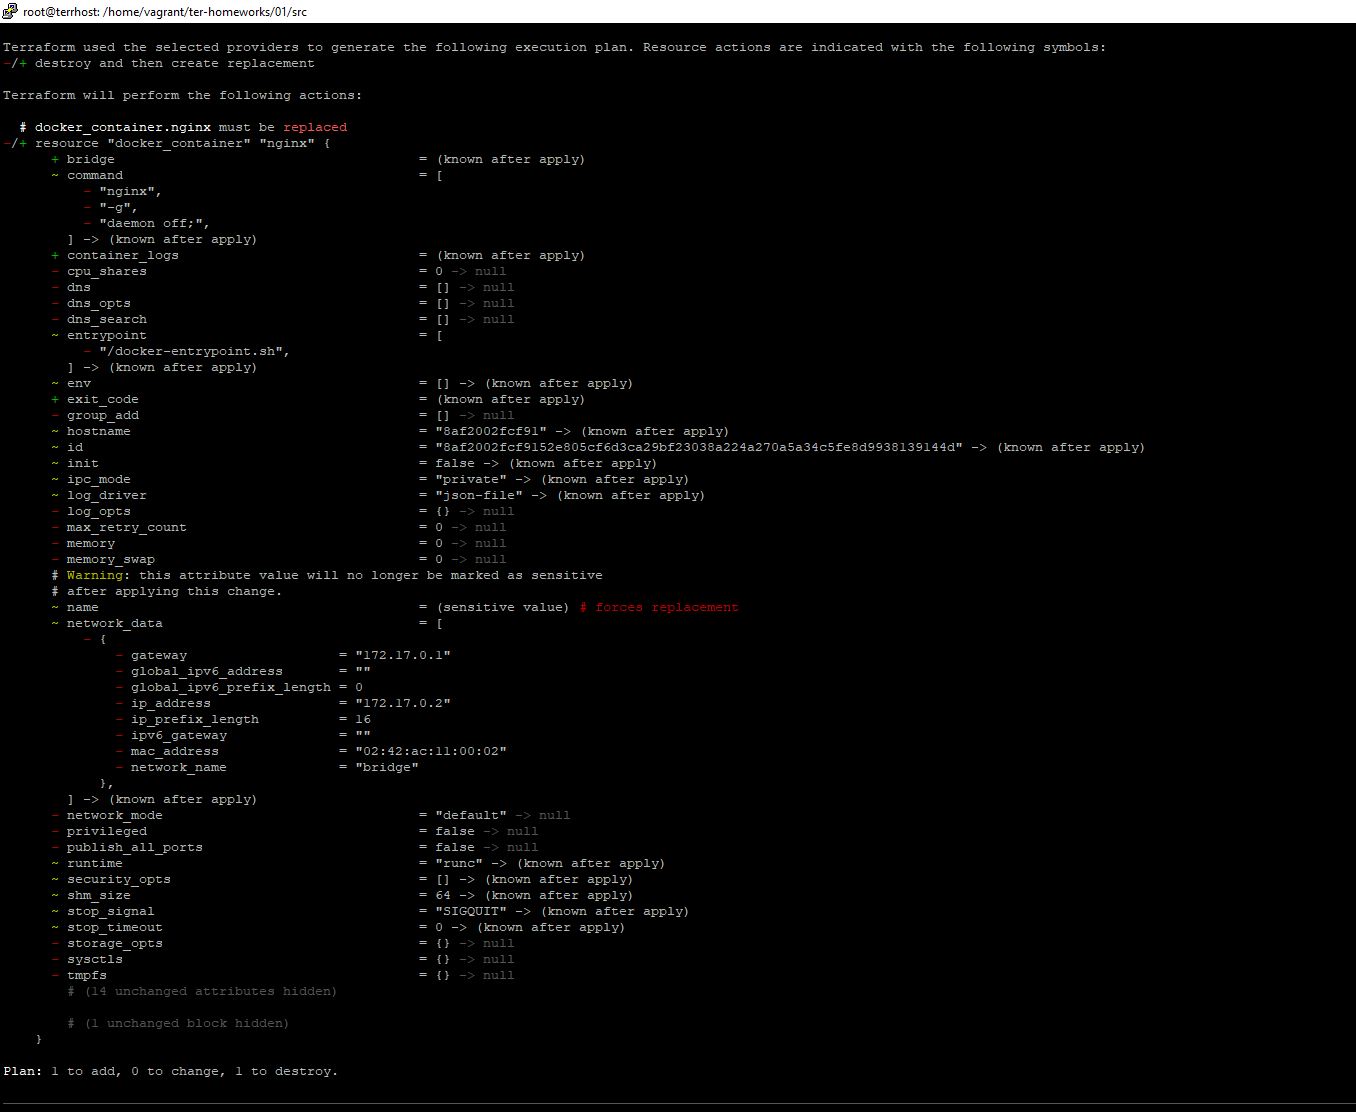 root@terrhost: /home/vagrant/ter-homeworks/01/src
Terraform used the selected providers to generate the following execution plan. Resource actions are indicated with the following symbols:
-/+ destroy and then create replacement
Terraform will perform the following actions:
# docker_container.nginx must be replaced
-/+ resource "docker_container" "nginx" {
+ bridge = (known after apply)
~ command = [
- "nginx",
- "-g",
- "daemon off;",
] -> (known after apply)
+ container_logs = (known after apply)
- cpu_shares = 0 -> null
- dns = [] -> null
- dns_opts = [] -> null
- dns_search = [] -> null
~ entrypoint = [
- "/docker-entrypoint.sh",
] -> (known after apply)
~ env = [] -> (known after apply)
+ exit_code = (known after apply)
- group_add = [] -> null
~ hostname = "8af2002fcf91" -> (known after apply)
~ id = "8af2002fcf9152e805cf6d3ca29bf23038a224a270a5a34c5fe8d9938139144d" -> (known after apply)
~ init = false -> (known after apply)
~ ipc_mode = "private" -> (known after apply)
~ log_driver = "json-file" -> (known after apply)
- log_opts = {} -> null
- max_retry_count = 0 -> null
- memory = 0 -> null
- memory_swap = 0 -> null
# Warning: this attribute value will no longer be marked as sensitive
# after applying this change.
~ name = (sensitive value) # forces replacement
~ network_data = [
- {
- gateway = "172.17.0.1"
- global_ipv6_address = ""
- global_ipv6_prefix_length = 0
- ip_address = "172.17.0.2"
- ip_prefix_length = 16
- ipv6_gateway = ""
- mac_address = "02:42:ac:11:00:02"
- network_name = "bridge"
},
] -> (known after apply)
- network_mode = "default" -> null
- privileged = false -> null
- publish_all_ports = false -> null
~ runtime = "runc" -> (known after apply)
~ security_opts = [] -> (known after apply)
~ shm_size = 64 -> (known after apply)
~ stop_signal = "SIGQUIT" -> (known after apply)
~ stop_timeout = 0 -> (known after apply)
- storage_opts = {} -> null
- sysctls = {} -> null
- tmpfs = {} -> null
# (14 unchanged attributes hidden)
# (1 unchanged block hidden)
}
Plan: 1 to add, 0 to change, 1 to destroy.